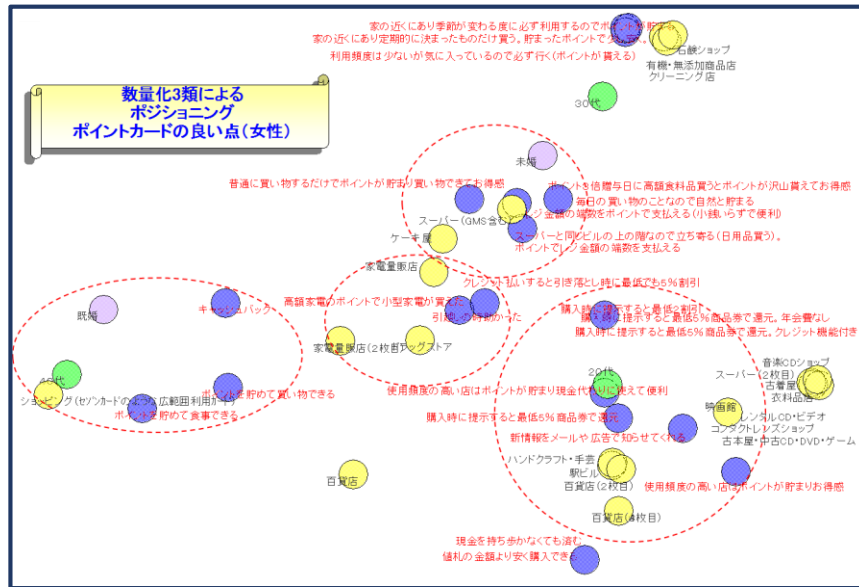 数量化3類による
ポジショニング
ポイントカードの良い点(女性)
家の近くにあり季節が変わる度に必ず利用するのでポイントが貯まる
家の近くにあり定期的に決まったものだけ買う。貯まったポイントで
利用頻度は少ないが気に入っているので必ず行く(ポイントが貰える)
石鹸ショップ
有機・無添加商品店
クリーニング店
30代
未婚
普通に買い物するだけでポイントが貯まり買い物できてお得感
ポイント3倍贈与日に高額食料品買うとポイントが沢山貰えてお得感
毎日の買い物のことなので自然と貯まる
レジ金額の端数をポイントで支払える(小銭いらずで便利)
スーパー(GMS含む)
スーパーと同じビルの上の階なので立ち寄る(日用品買う)。
ポイントでレジ金額の端数を支払える
ケーキ屋
家電量販店
クレジット払いすると引き落とし時に最低でも5%割引
高額家電のポイントで小型家電が買えた
引越しの時助かった
家電量販店(2枚目)
ドラッグストア
既婚
キャッシュバック
40代
ショッピング(セゾンカードのような広範囲利用カード)
ポイントを貯めて買い物できる
ポイントを貯めて食事できる
購入時に提示すると最低5%割引
購入時に提示すると最低5%商品券で還元。年会費なし
購入時に提示すると最低5%商品券で還元。クレジット機能付き
20代
使用頻度の高い店はポイントが貯まり現金代わりに使えて便利
購入時に提示すると最低5%商品券で還元
新情報をメールや広告で知らせてくれる
音楽CDショップ
スーパー(2枚目)
古着屋
衣料品店
映画館
レンタルCD・ビデオ
コンタクトレンズショップ
古本屋・中古CD・DVD・ゲーム
ハンドクラフト・手芸
駅ビル
百貨店(2枚目)
使用頻度の高い店はポイントが貯まりお得感
百貨店
百貨店(3枚目)
現金を持ち歩かなくても済む
値札の金額より安く購入できる